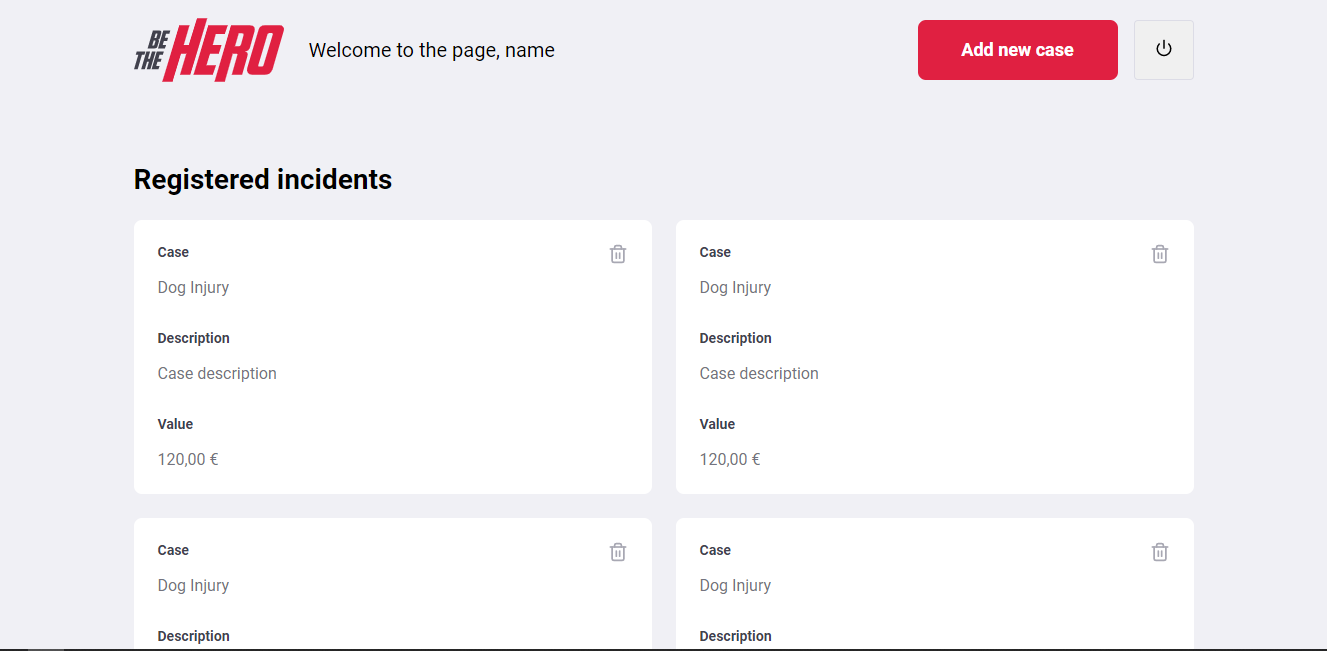 BE THE HERO
Welcome to the page, name
Add new case
Registered incidents
Case
Dog Injury
Description
Case description
Value
120,00 €
Case
Dog Injury
Description
Case description
Value
120,00 €
Case
Dog Injury
Description
Case
Dog Injury
Description